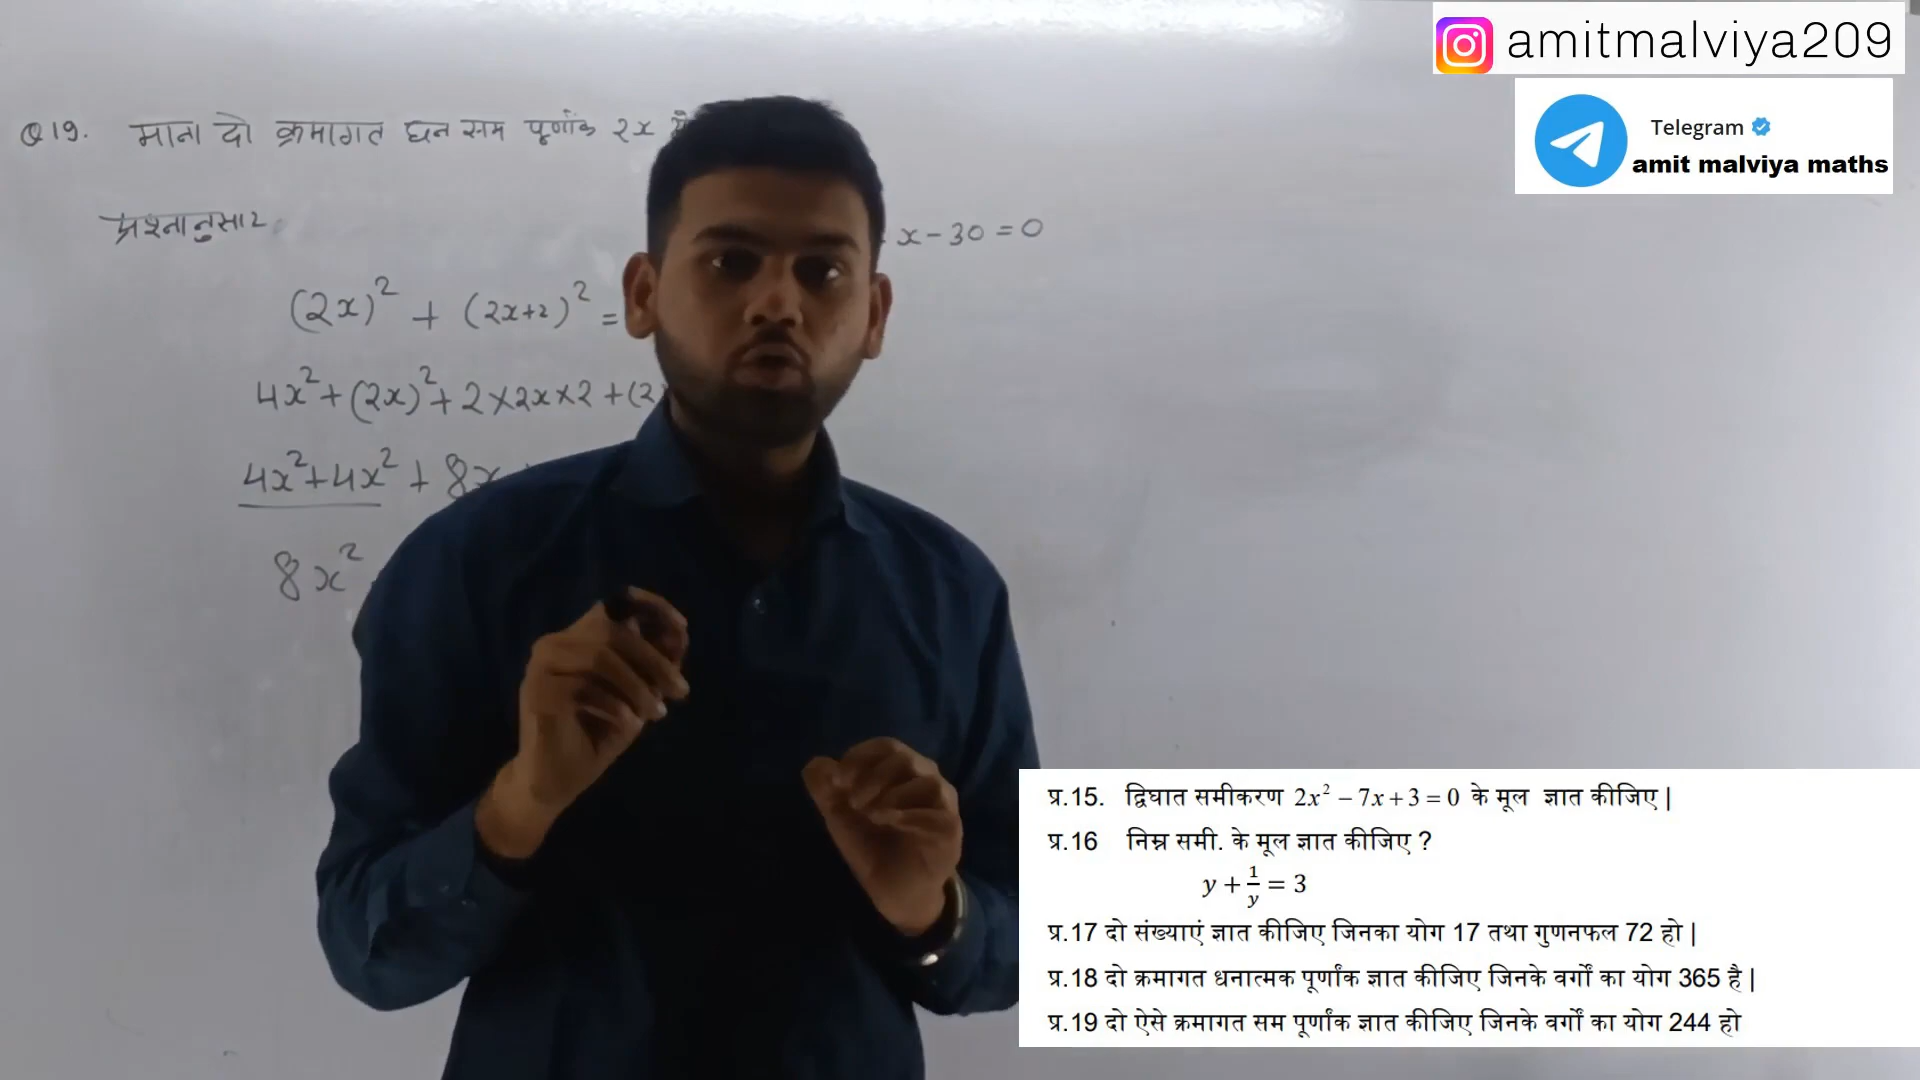 amitmalviya209
Telegram
amit malviya maths
Q19. माना दो क्रमागत घन सम पूर्णांक 2x
प्रश्नानुसार
x - 30 = 0
(2x)² + (2x+2)² =
4x² + (2x)² + 2×2x×2 + (2
4x² + 4x² + 8x
8x²
प्र.15. द्विघात समीकरण 2x² − 7x + 3 = 0 के मूल ज्ञात कीजिए |
प्र.16 निम्न समी. के मूल ज्ञात कीजिए ?
y + 1/y = 3
प्र.17 दो संख्याएं ज्ञात कीजिए जिनका योग 17 तथा गुणनफल 72 हो |
प्र.18 दो क्रमागत धनात्मक पूर्णांक ज्ञात कीजिए जिनके वर्गों का योग 365 है |
प्र.19 दो ऐसे क्रमागत सम पूर्णांक ज्ञात कीजिए जिनके वर्गों का योग 244 हो